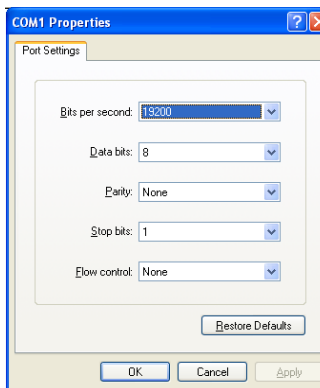 COM1 Properties
Port Settings
Bits per second: 19200
Data bits: 8
Parity: None
Stop bits: 1
Flow control: None
Restore Defaults
OK Cancel Apply